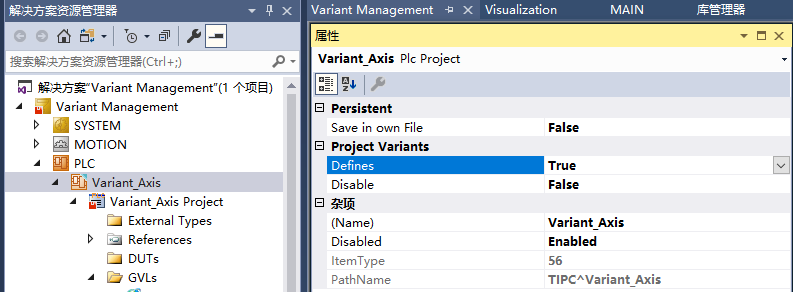 解决方案资源管理器
搜索解决方案资源管理器(Ctrl+;)
解决方案"Variant Management"(1 个项目)
Variant Management
SYSTEM
MOTION
PLC
Variant_Axis
Variant_Axis Project
External Types
References
DUTs
GVLs
Variant Management Visualization MAIN 库管理器
属性
Variant_Axis Plc Project
Persistent
Save in own File False
Project Variants
Defines True
Disable False
杂项
(Name) Variant_Axis
Disabled Enabled
ItemType 56
PathName TIPC^Variant_Axis